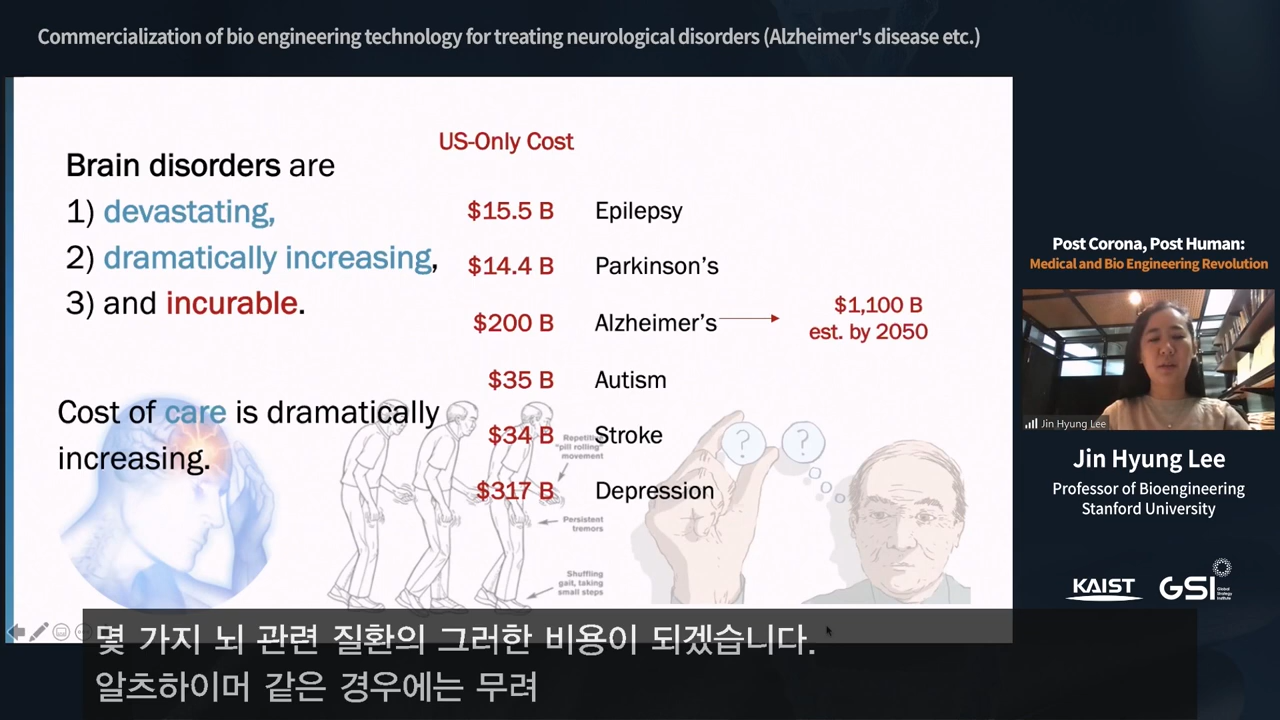 Commercialization of bio engineering technology for treating neurological disorders (Alzheimer's disease etc.)
US-Only Cost
Brain disorders are
1) devastating,
2) dramatically increasing,
3) and incurable.
$15.5 B Epilepsy
$14.4 B Parkinson's
$200 B Alzheimer's
$1,100 B
est. by 2050
$35 B Autism
$34 B Stroke
$317 B Depression
Cost of care is dramatically
increasing.
Repetitive
"pill rolling"
movement
Persistent
tremors
Shuffling
gait, taking
small steps
?
?
Post Corona, Post Human:
Medical and Bio Engineering Revolution
Jin Hyung Lee
Jin Hyung Lee
Professor of Bioengineering
Stanford University
KAIST
GSI
Global
Strategy
Institute
몇 가지 뇌 관련 질환의 그러한 비용이 되겠습니다.
알츠하이머 같은 경우에는 무려